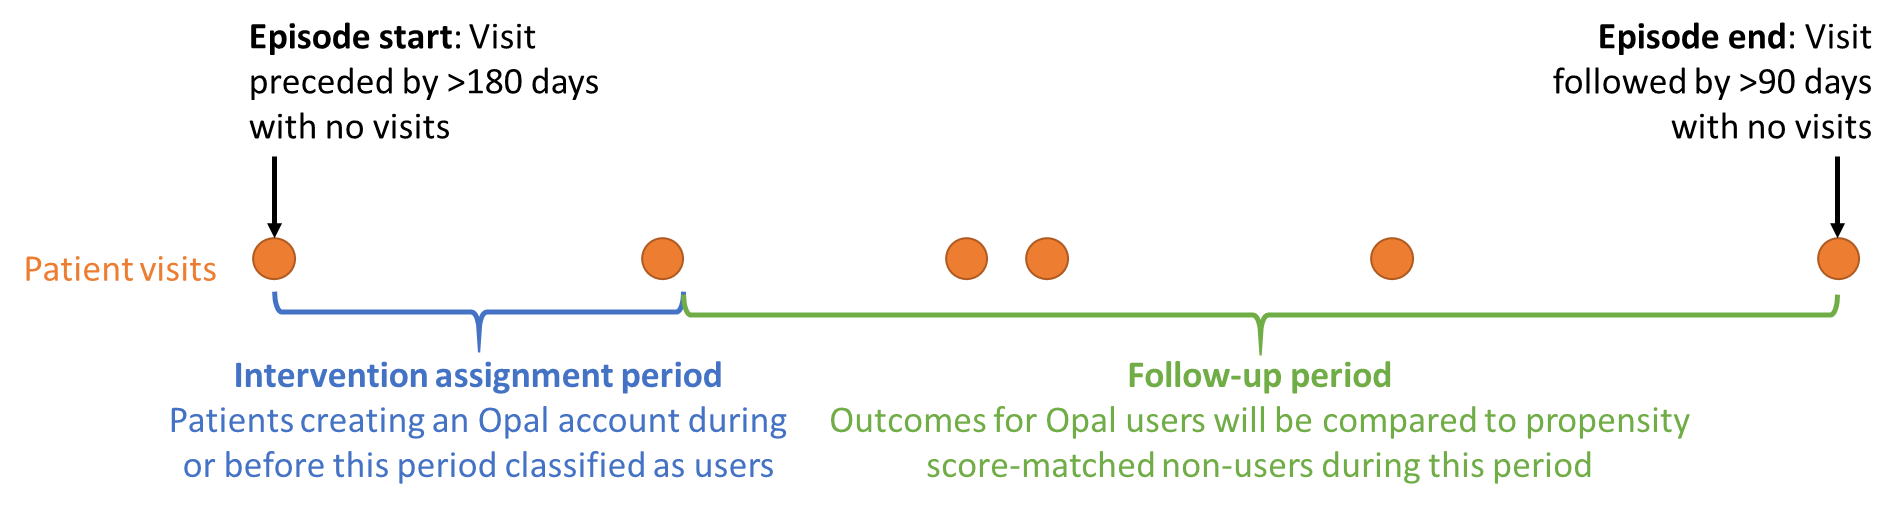 Episode start: Visit
preceded by >180 days
with no visits
Episode end: Visit
followed by >90 days
with no visits
Patient visits
Intervention assignment period
Patients creating an Opal account during
or before this period classified as users
Follow-up period
Outcomes for Opal users will be compared to propensity
score-matched non-users during this period